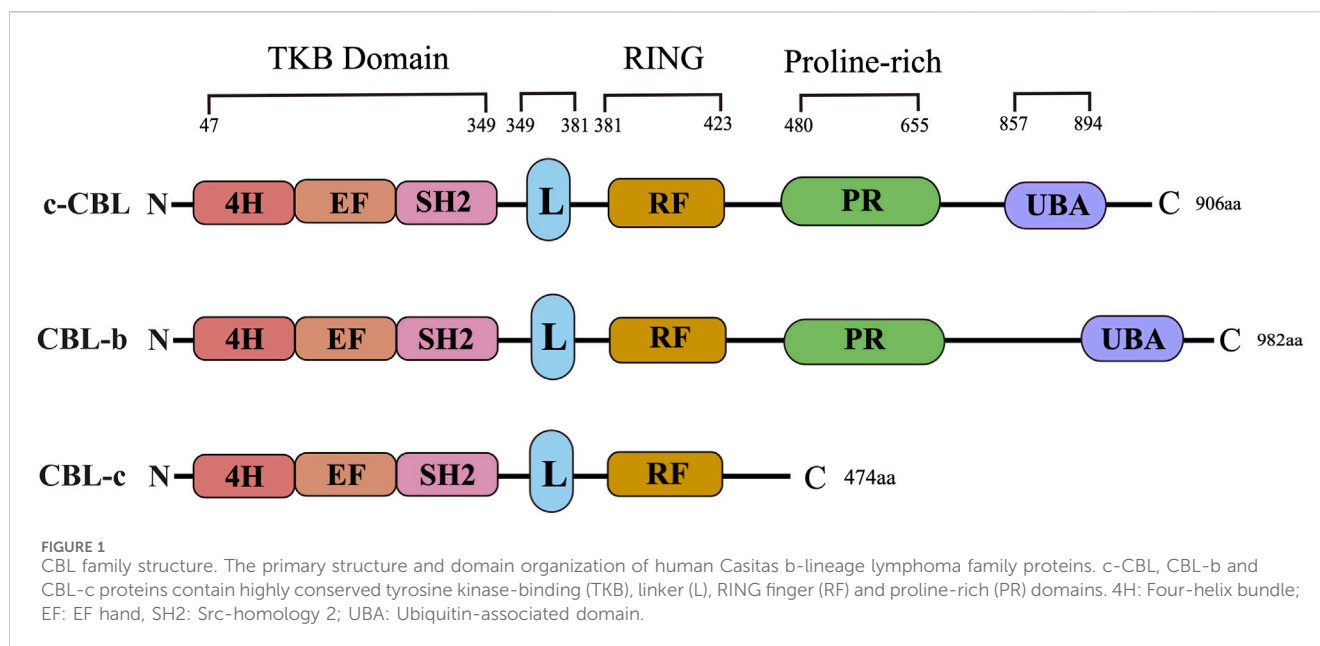 TKB Domain RING Proline-rich
47 349 349 381 381 423 480 655 857 894
c-CBL N 4H EF SH2 L RF PR UBA C 906aa
CBL-b N 4H EF SH2 L RF PR UBA C 982aa
CBL-c N 4H EF SH2 L RF C 474aa
FIGURE 1
CBL family structure. The primary structure and domain organization of human Casitas b-lineage lymphoma family proteins. c-CBL, CBL-b and
CBL-c proteins contain highly conserved tyrosine kinase-binding (TKB), linker (L), RING finger (RF) and proline-rich (PR) domains. 4H: Four-helix bundle;
EF: EF hand, SH2: Src-homology 2; UBA: Ubiquitin-associated domain.